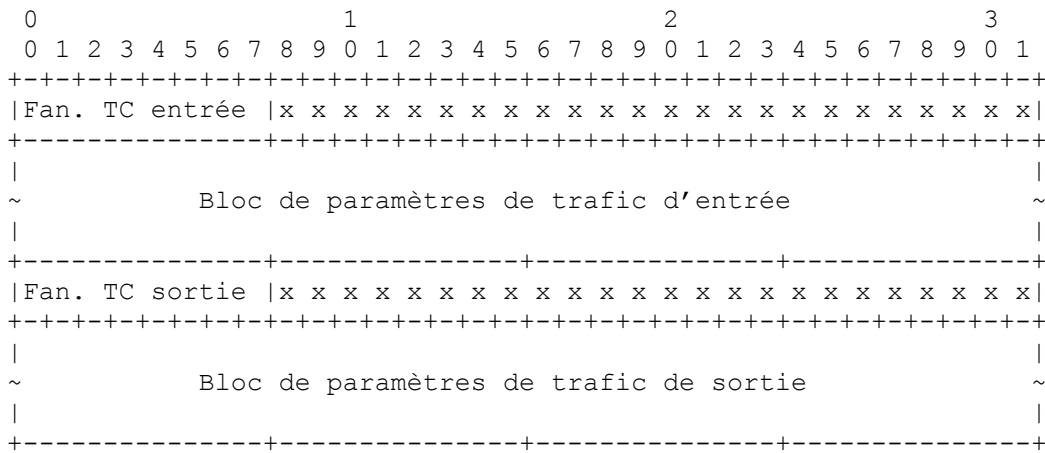 0                   1                   2                   3
 0 1 2 3 4 5 6 7 8 9 0 1 2 3 4 5 6 7 8 9 0 1 2 3 4 5 6 7 8 9 0 1
+-+-+-+-+-+-+-+-+-+-+-+-+-+-+-+-+-+-+-+-+-+-+-+-+-+-+-+-+-+-+-+-+
|Fan. TC entrée |x x x x x x x x x x x x x x x x x x x x x x x x|
+---------------+-+-+-+-+-+-+-+-+-+-+-+-+-+-+-+-+-+-+-+-+-+-+-+-+
|                                                               |
~           Bloc de paramètres de trafic d’entrée               ~
|                                                               |
+---------------+---------------+---------------+---------------+
|Fan. TC sortie |x x x x x x x x x x x x x x x x x x x x x x x x|
+-+-+-+-+-+-+-+-+-+-+-+-+-+-+-+-+-+-+-+-+-+-+-+-+-+-+-+-+-+-+-+-+
|                                                               |
~           Bloc de paramètres de trafic de sortie              ~
|                                                               |
+---------------+---------------+---------------+---------------+